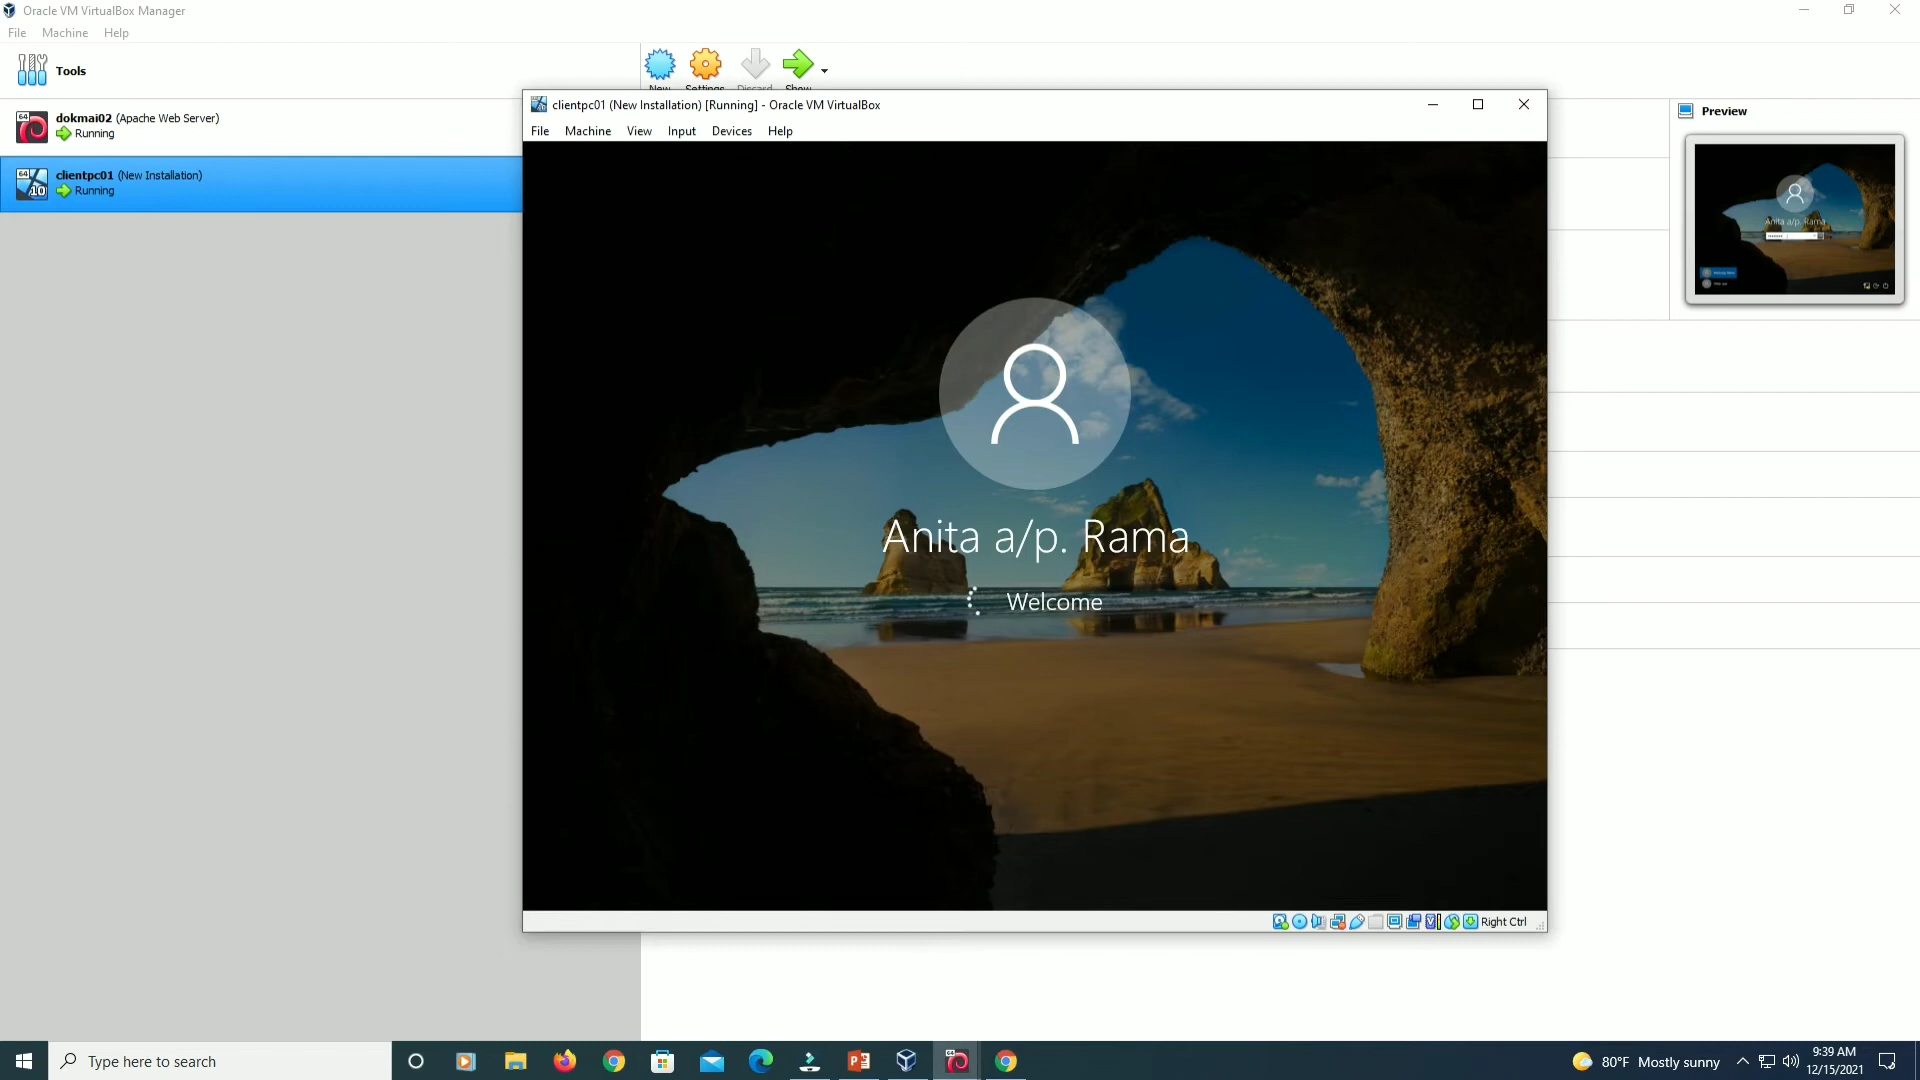 Oracle VM VirtualBox Manager
File Machine Help
Tools
New Settings Discard Show
dokmai02 (Apache Web Server)
Running
clientpc01 (New Installation)
Running
clientpc01 (New Installation) [Running] - Oracle VM VirtualBox
File Machine View Input Devices Help
Anita a/p. Rama
Welcome
Right Ctrl
Preview
Anita a/p. Rama
Type here to search
80°F Mostly sunny
9:39 AM
12/15/2021